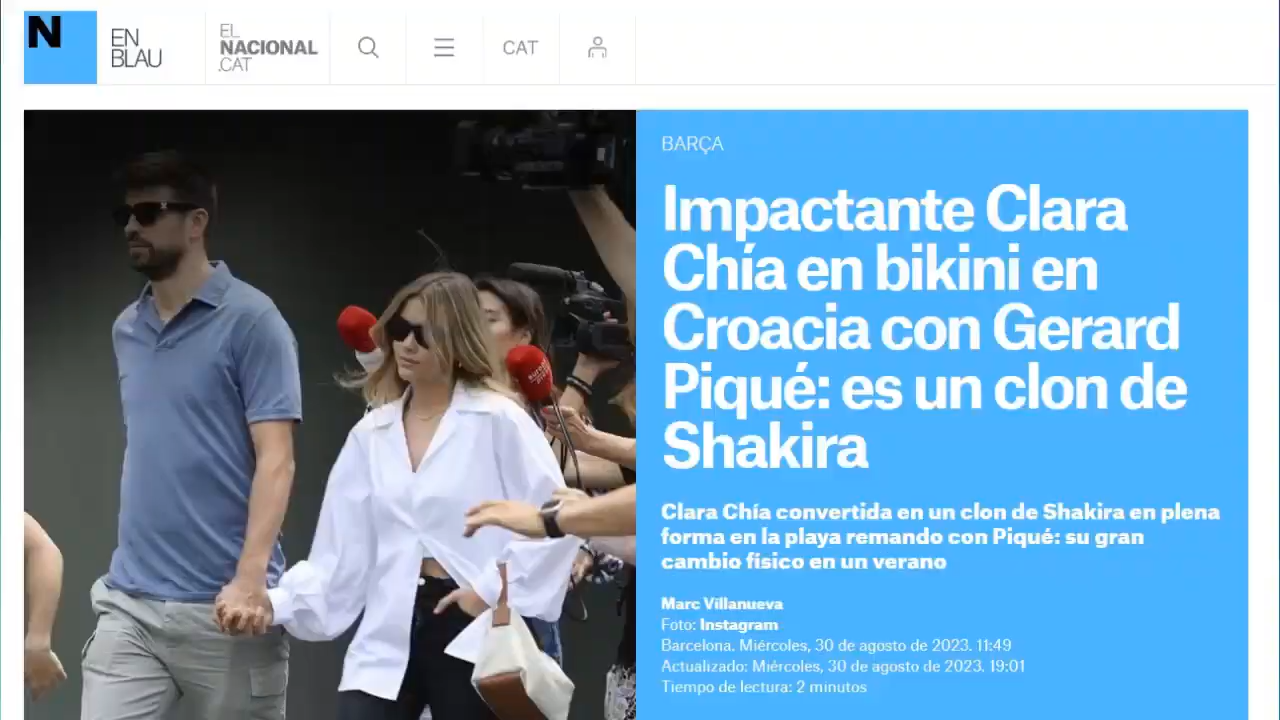 N
EN
BLAU
EL
NACIONAL
.CAT
CAT
BARÇA
Impactante Clara
Chía en bikini en
Croacia con Gerard
Piqué: es un clon de
Shakira
Clara Chía convertida en un clon de Shakira en plena
forma en la playa remando con Piqué: su gran
cambio físico en un verano
Marc Villanueva
Foto: Instagram
Barcelona. Miércoles, 30 de agosto de 2023. 11:49
Actualizado: Miércoles, 30 de agosto de 2023. 19:01
Tiempo de lectura: 2 minutos